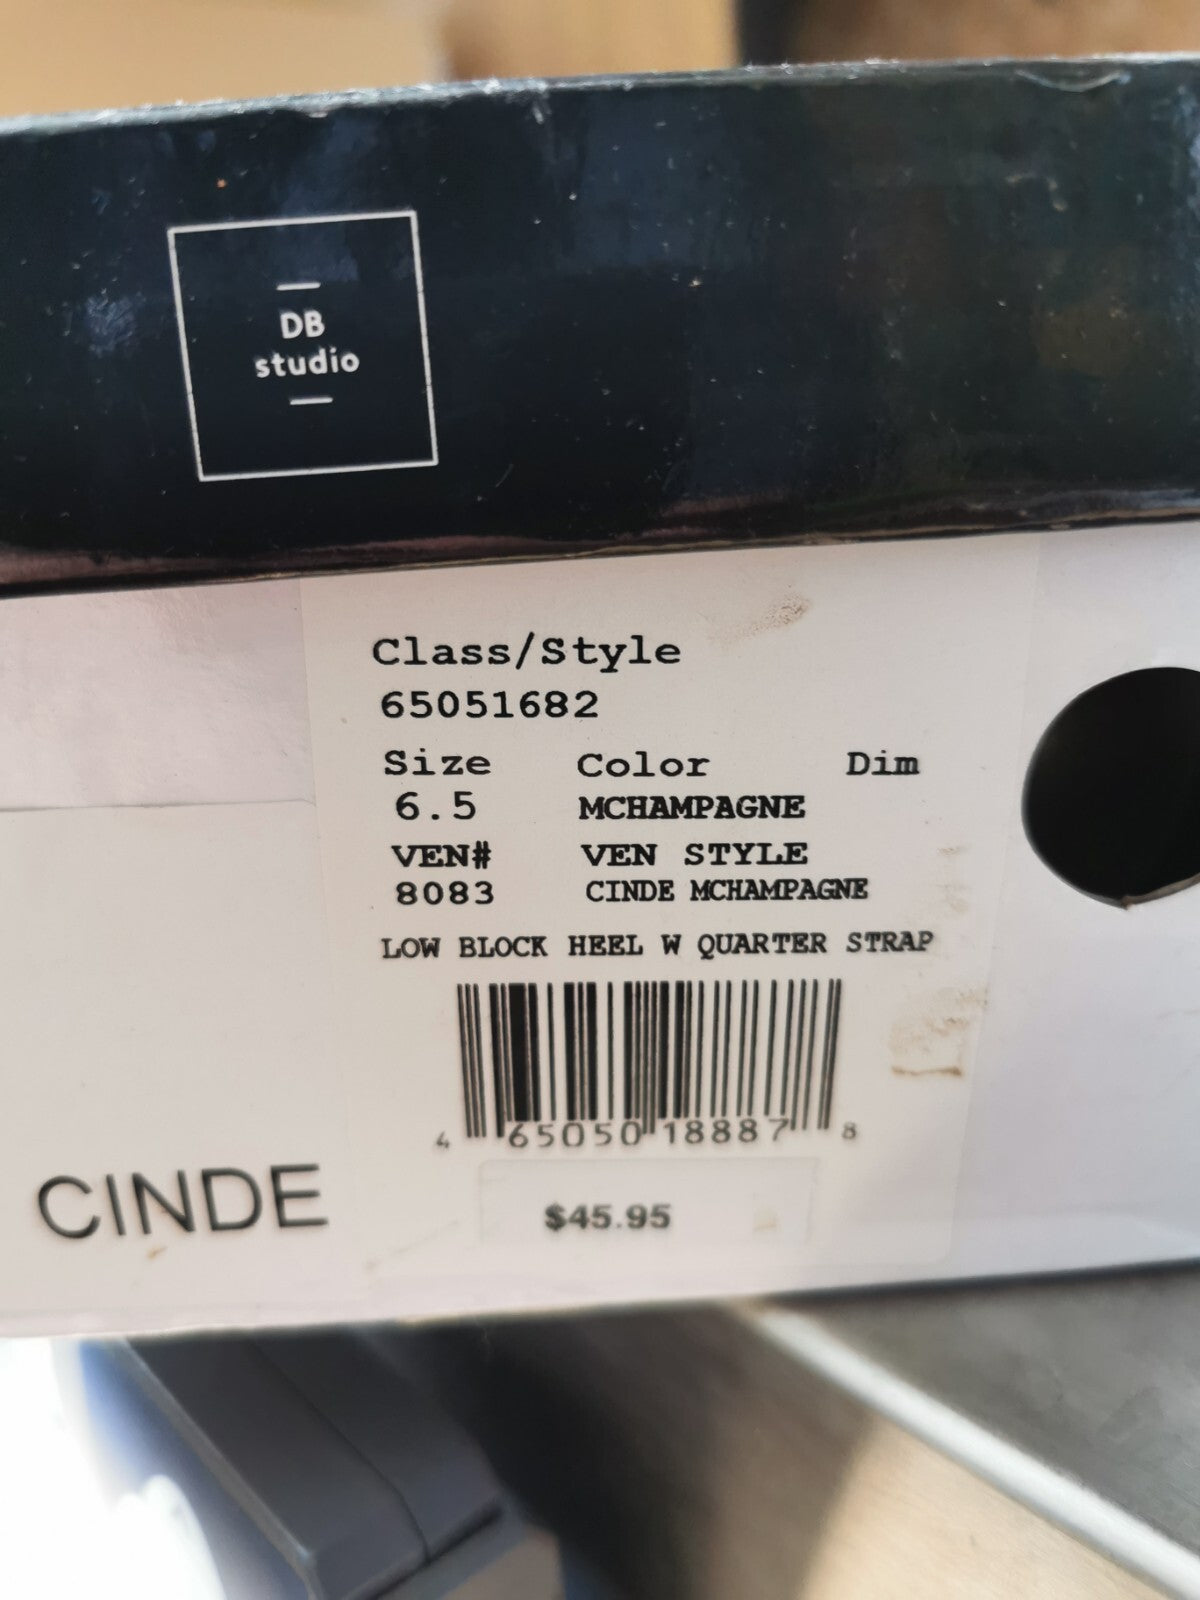 DB
studio
Class/Style
65051682
Size Color Dim
6.5 MCHAMPAGNE
VEN# VEN STYLE
8083 CINDE MCHAMPAGNE
LOW BLOCK HEEL W QUARTER STRAP
4 65050 18887 8
CINDE
$45.95